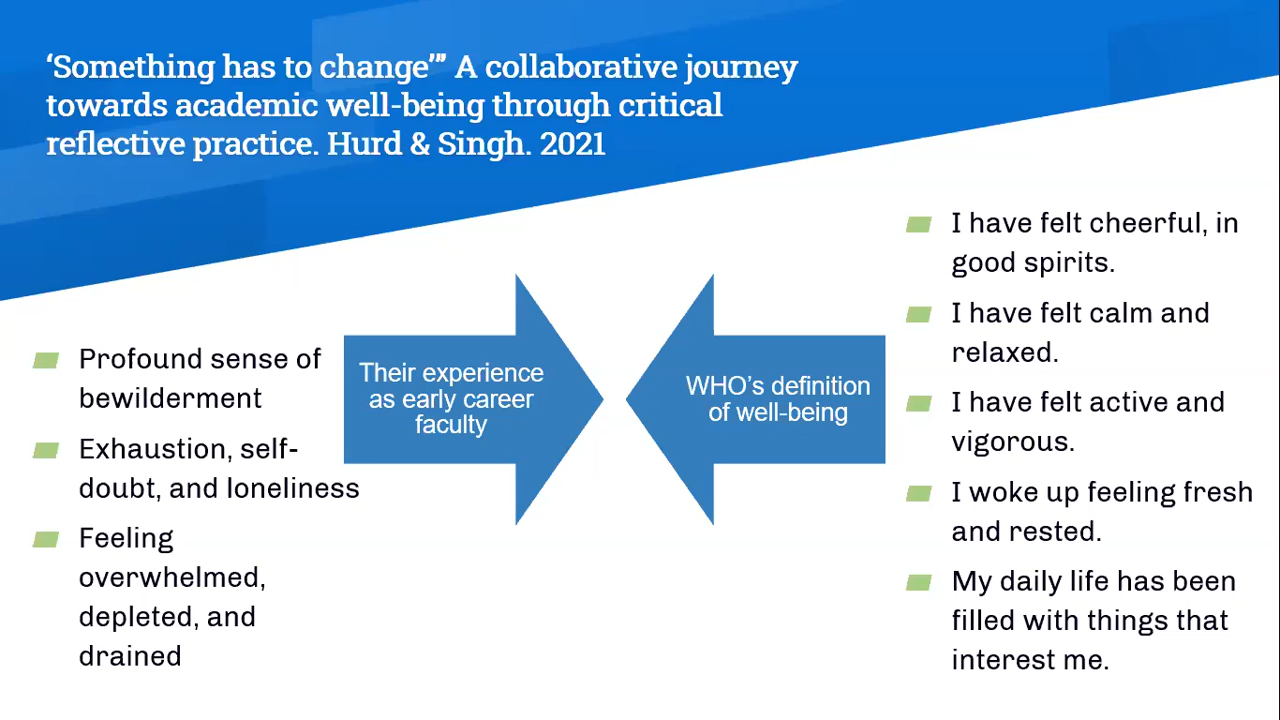 ‘Something has to change’” A collaborative journey
towards academic well-being through critical
reflective practice. Hurd & Singh. 2021
Profound sense of
bewilderment
Exhaustion, self-
doubt, and loneliness
Feeling
overwhelmed,
depleted, and
drained
Their experience
as early career
faculty
WHO’s definition
of well-being
I have felt cheerful, in
good spirits.
I have felt calm and
relaxed.
I have felt active and
vigorous.
I woke up feeling fresh
and rested.
My daily life has been
filled with things that
interest me.